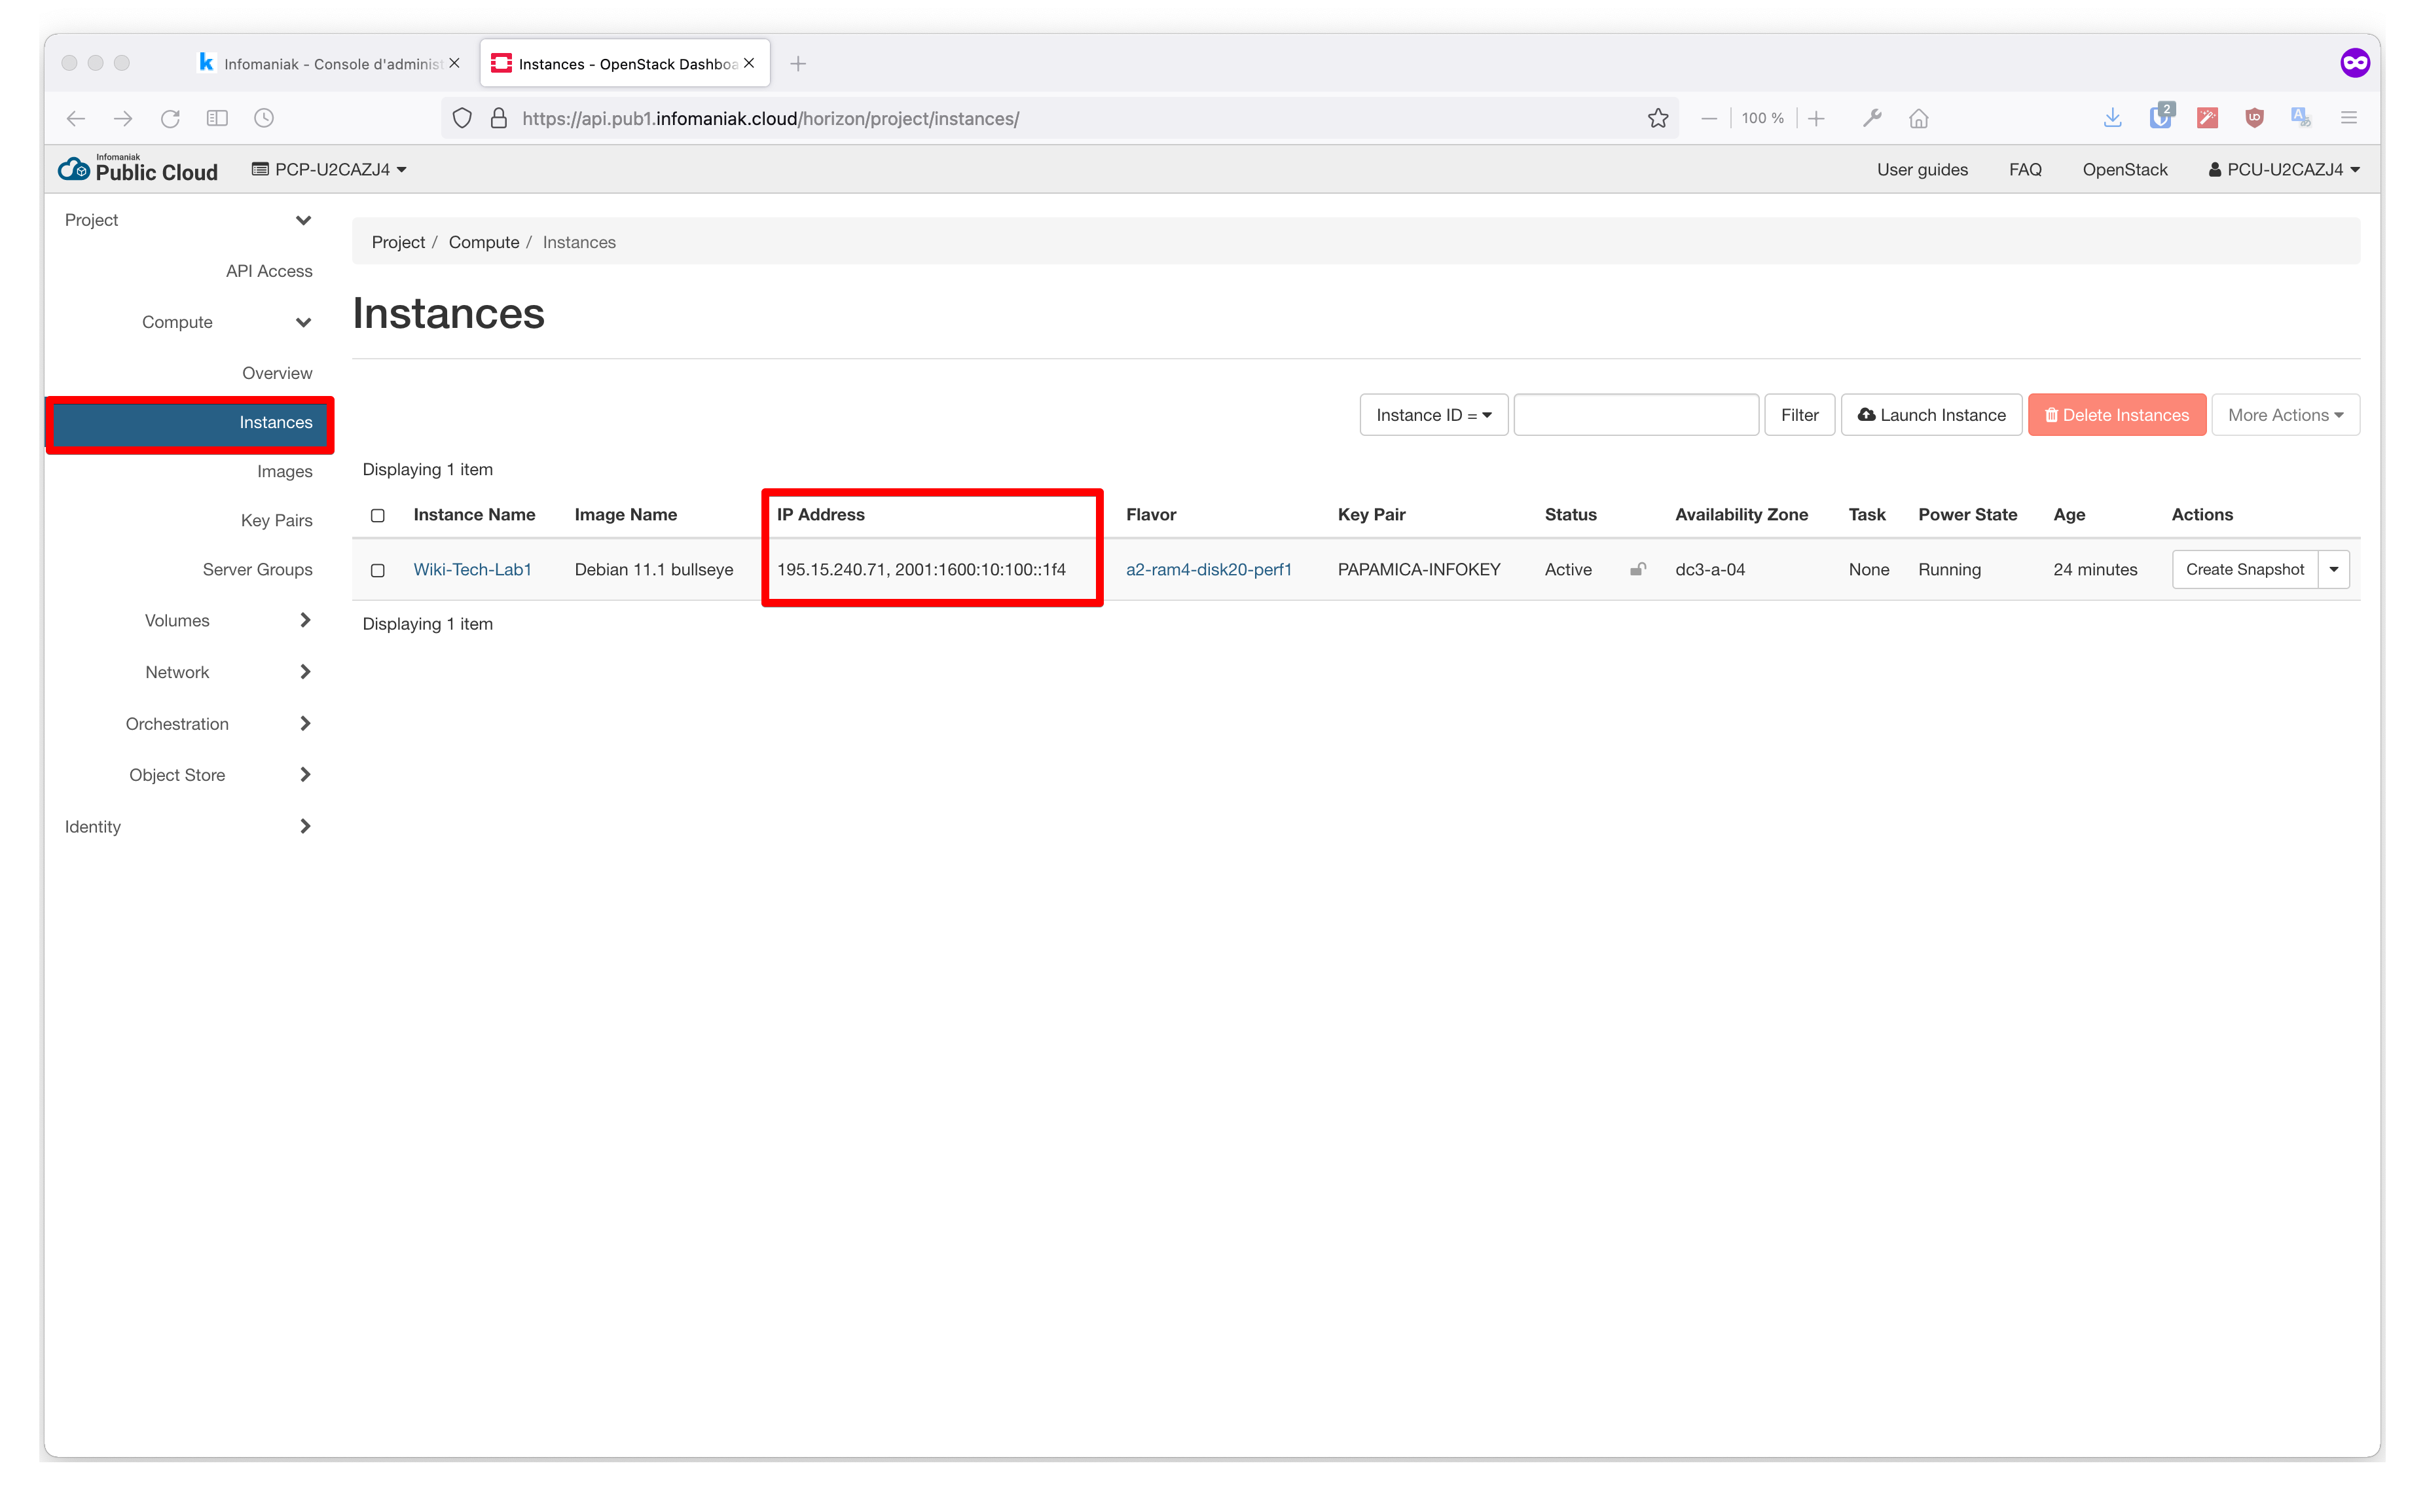 Infomaniak - Console d'administ
Instances - OpenStack Dashboa
https://api.pub1.infomaniak.cloud/horizon/project/instances/
100 %
2
Infomaniak
Public Cloud
PCP-U2CAZJ4
User guides
FAQ
OpenStack
PCU-U2CAZJ4
Project
API Access
Compute
Overview
Instances
Images
Key Pairs
Server Groups
Volumes
Network
Orchestration
Object Store
Identity
Project / Compute / Instances
Instances
Instance ID =
Filter
Launch Instance
Delete Instances
More Actions
Displaying 1 item
Instance Name Image Name IP Address Flavor Key Pair Status Availability Zone Task Power State Age Actions
Wiki-Tech-Lab1 Debian 11.1 bullseye 195.15.240.71, 2001:1600:10:100::1f4 a2-ram4-disk20-perf1 PAPAMICA-INFOKEY Active dc3-a-04 None Running 24 minutes Create Snapshot
Displaying 1 item